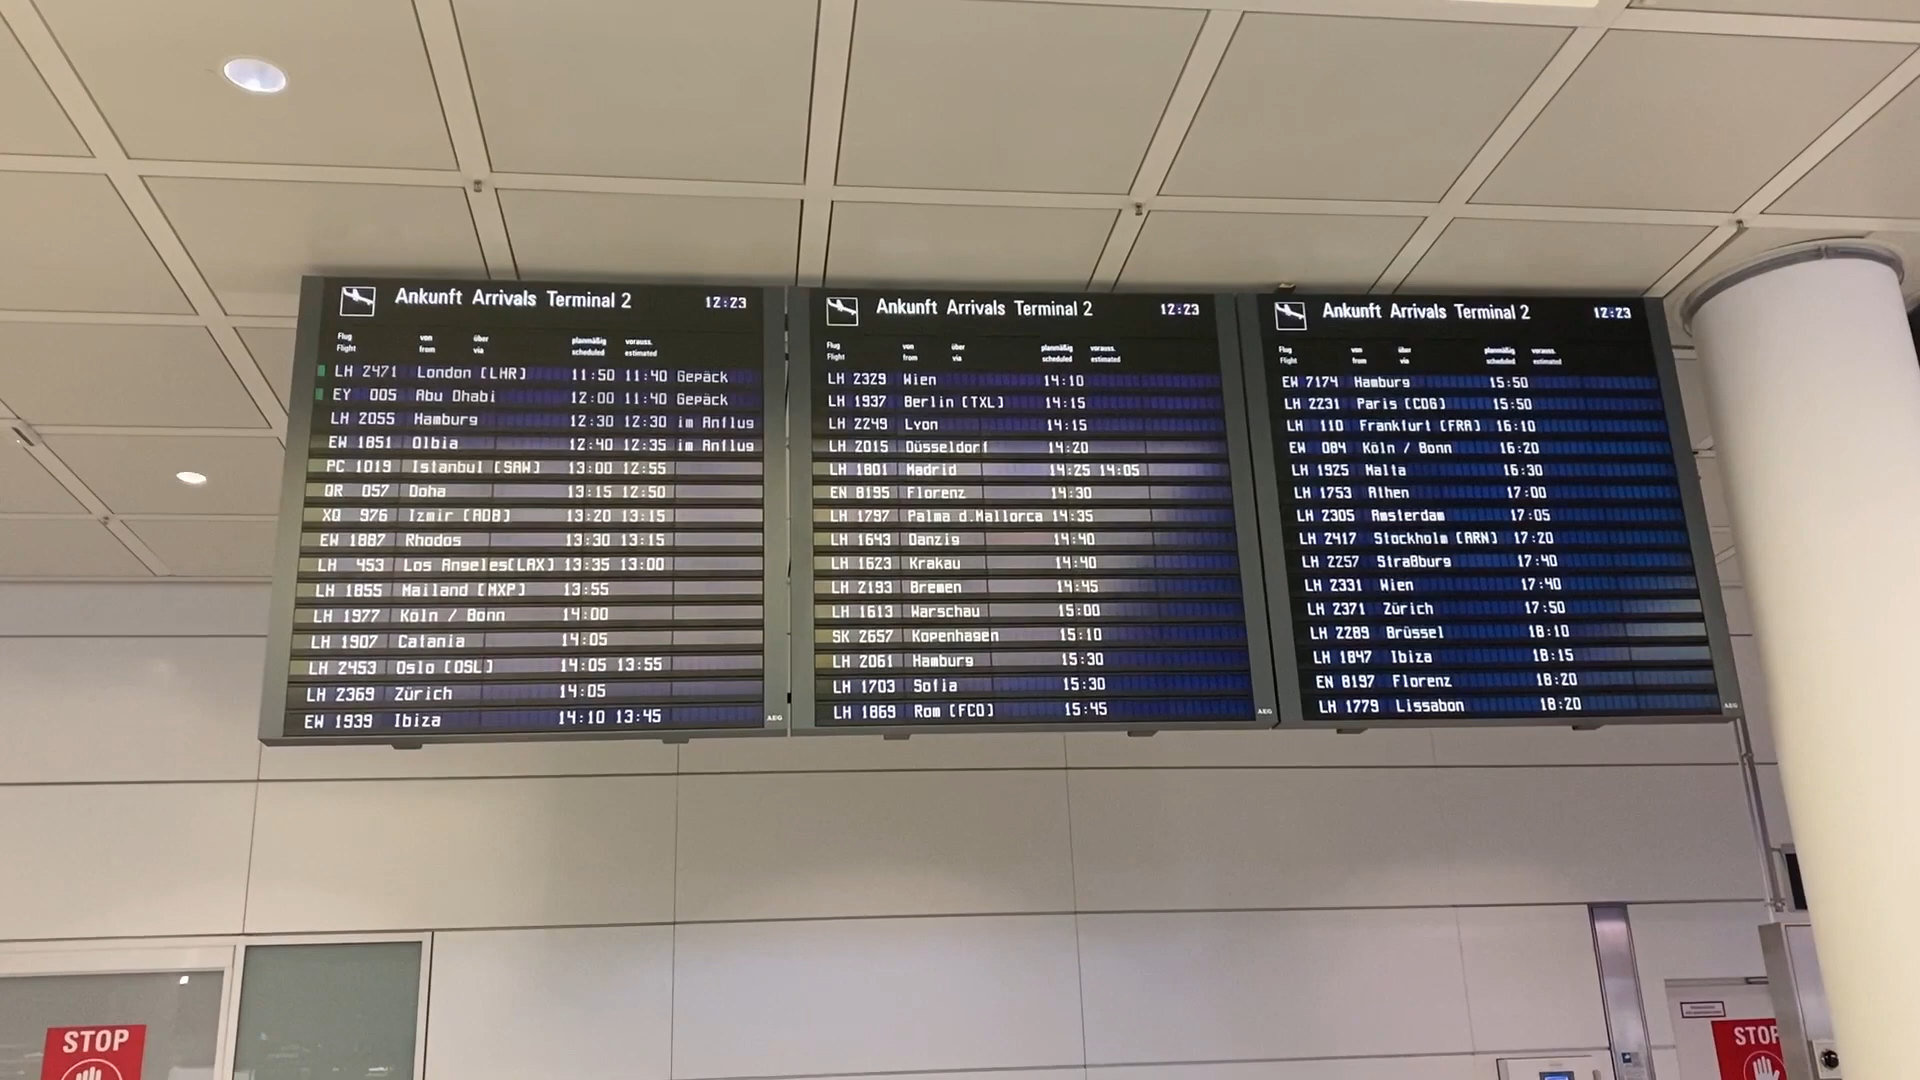 Ankunft Arrivals Terminal 2 12:23
Flug von über planmäßig vorauss.
Flight from via scheduled estimated
LH 2471 London (LHR) 11:50 11:40 Gepäck
EY 005 Abu Dhabi 12:00 11:40 Gepäck
LH 2055 Hamburg 12:30 12:30 im Anflug
EW 1851 Olbia 12:40 12:35 im Anflug
PC 1019 Istanbul (SAW) 13:00 12:55
QR 057 Doha 13:15 12:50
XQ 976 Izmir (ADB) 13:20 13:15
EW 1887 Rhodos 13:30 13:15
LH 453 Los Angeles(LAX) 13:35 13:00
LH 1855 Mailand (MXP) 13:55
LH 1977 Köln / Bonn 14:00
LH 1907 Catania 14:05
LH 2453 Oslo (OSL) 14:05 13:55
LH 2369 Zürich 14:05
EW 1939 Ibiza 14:10 13:45
AEG
Ankunft Arrivals Terminal 2 12:23
Flug von über planmäßig vorauss.
Flight from via scheduled estimated
LH 2329 Wien 14:10
LH 1937 Berlin (TXL) 14:15
LH 2249 Lyon 14:15
LH 2015 Düsseldorf 14:20
LH 1801 Madrid 14:25 14:05
EN 8195 Florenz 14:30
LH 1797 Palma d.Mallorca 14:35
LH 1643 Danzig 14:40
LH 1623 Krakau 14:40
LH 2193 Bremen 14:45
LH 1613 Warschau 15:00
SK 2657 Kopenhagen 15:10
LH 2061 Hamburg 15:30
LH 1703 Sofia 15:30
LH 1869 Rom (FCO) 15:45
AEG
Ankunft Arrivals Terminal 2 12:23
Flug von über planmäßig vorauss.
Flight from via scheduled estimated
EW 7174 Hamburg 15:50
LH 2231 Paris (CDG) 15:50
LH 110 Frankfurt (FRA) 16:10
EW 084 Köln / Bonn 16:20
LH 1925 Malta 16:30
LH 1753 Athen 17:00
LH 2305 Amsterdam 17:05
LH 2417 Stockholm (ARN) 17:20
LH 2257 Straßburg 17:40
LH 2331 Wien 17:40
LH 2371 Zürich 17:50
LH 2289 Brüssel 18:10
LH 1847 Ibiza 18:15
EN 8197 Florenz 18:20
LH 1779 Lissabon 18:20
AEG
STOP
STOP